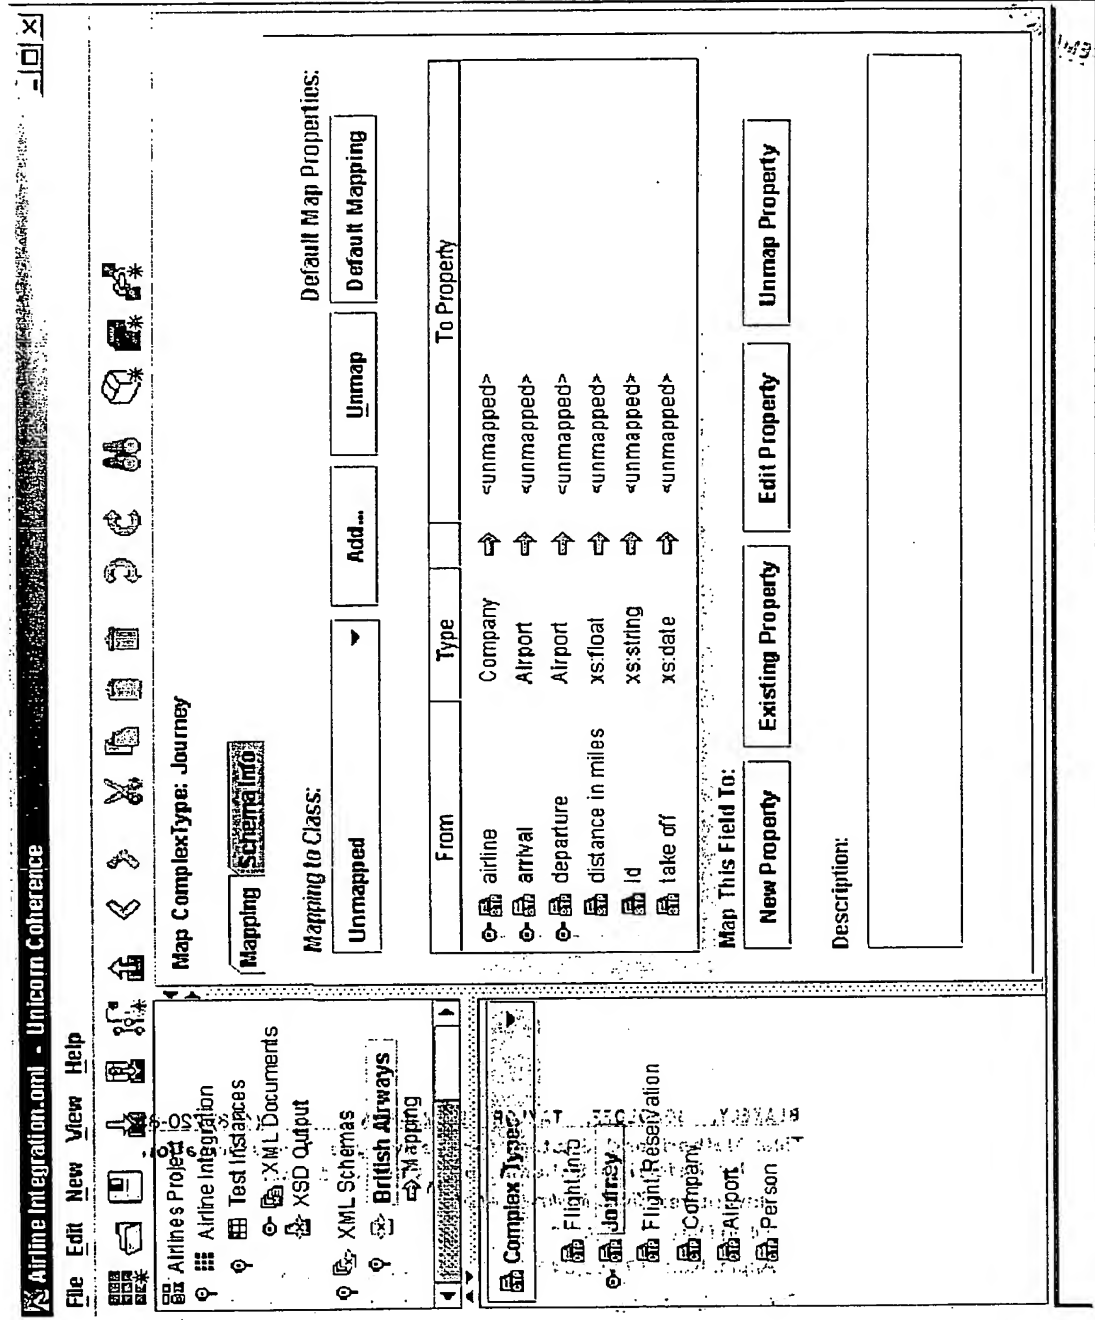 Airline Integration.oml - Unicorn Coherence
File Edit New View Help
Airlines Project
Airline Integration
Test Instances
XML Documents
XSD Output
XML Schemas
British Airways
Mapping
Complex Types
Flight Info
Journey
Flight Reservation
Company
Airport
Person
Map ComplexType: Journey
Mapping Schema Info
Mapping to Class:
Default Map Properties:
Unmapped Add... Unmap Default Mapping
From Type To Property
airline Company <unmapped>
arrival Airport <unmapped>
departure Airport <unmapped>
distance in miles xs:float <unmapped>
id xs:string <unmapped>
take off xs:date <unmapped>
Map This Field To:
New Property Existing Property Edit Property Unmap Property
Description: